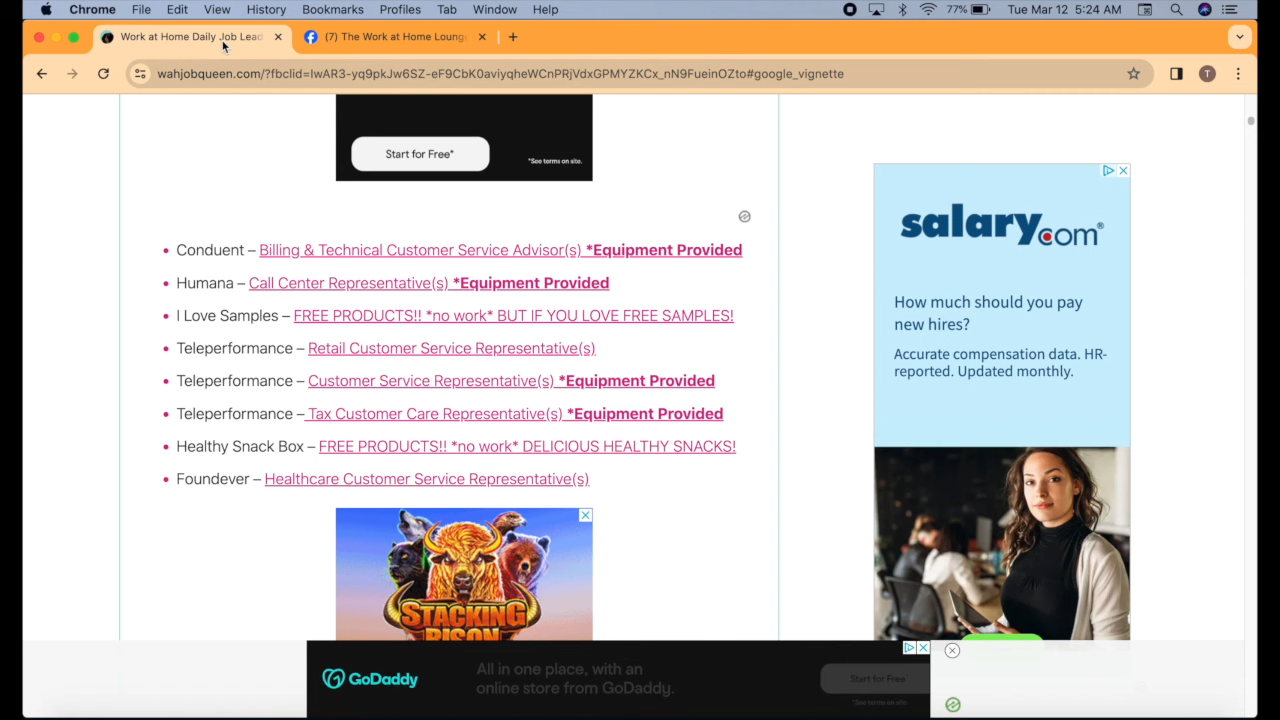 Chrome File Edit View History Bookmarks Profiles Tab Window Help 77% Tue Mar 12 5:24 AM
Work at Home Daily Job Lead
(7) The Work at Home Loung
wahjobqueen.com/?fbclid=IwAR3-yq9pkJw6SZ-eF9CbK0aviyqheWCnPRjVdxGPMYZKCx_nN9FueinOZto#google_vignette
T
Start for Free*
*See terms on site.
Conduent – Billing & Technical Customer Service Advisor(s) *Equipment Provided
Humana – Call Center Representative(s) *Equipment Provided
I Love Samples – FREE PRODUCTS!! *no work* BUT IF YOU LOVE FREE SAMPLES!
Teleperformance – Retail Customer Service Representative(s)
Teleperformance – Customer Service Representative(s) *Equipment Provided
Teleperformance – Tax Customer Care Representative(s) *Equipment Provided
Healthy Snack Box – FREE PRODUCTS!! *no work* DELICIOUS HEALTHY SNACKS!
Foundever – Healthcare Customer Service Representative(s)
salary.com®
How much should you pay
new hires?
Accurate compensation data. HR-
reported. Updated monthly.
STACKING
BISON
GoDaddy
All in one place, with an
online store from GoDaddy.
Start for Free*
*See terms on site.